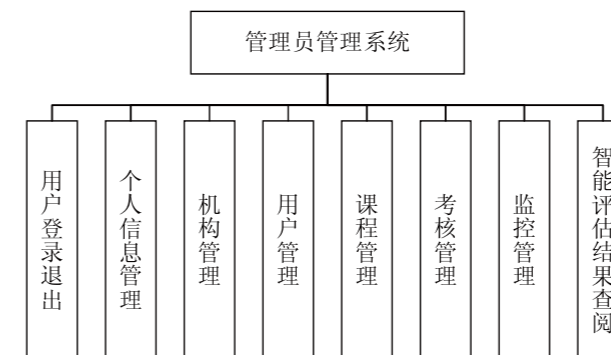 管理员管理系统
用户登录退出
个人信息管理
机构管理
用户管理
课程管理
考核管理
监控管理
智能评估结果查阅